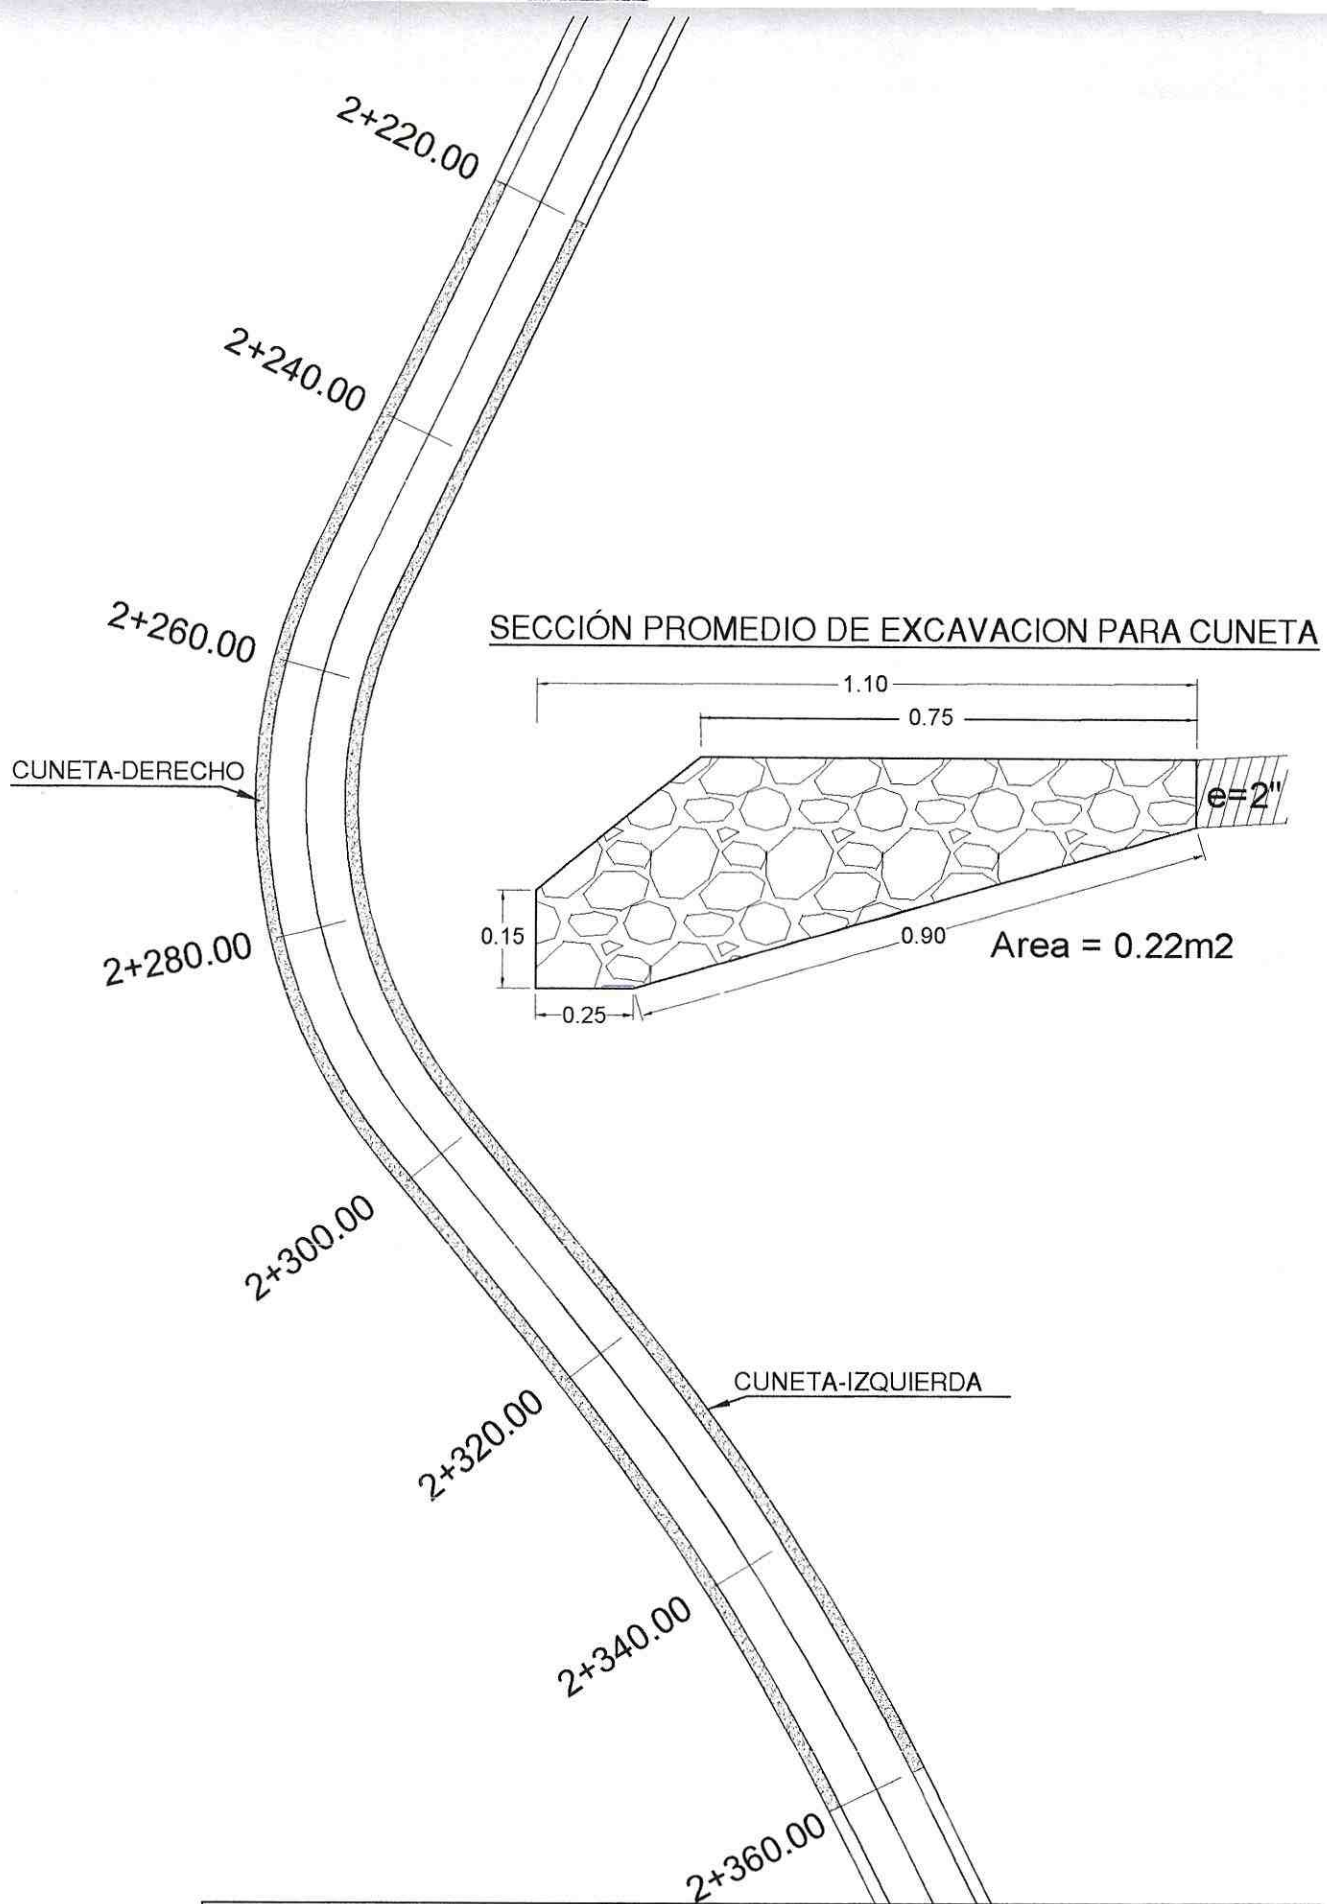 2+220.00
2+240.00
2+260.00
SECCIÓN PROMEDIO DE EXCAVACION PARA CUNETA
1.10
0.75
CUNETA-DERECHO
e=2"
0.15
0.90
Area = 0.22m2
2+280.00
0.25
2+300.00
CUNETA-IZQUIERDA
2+320.00
2+340.00
2+360.00